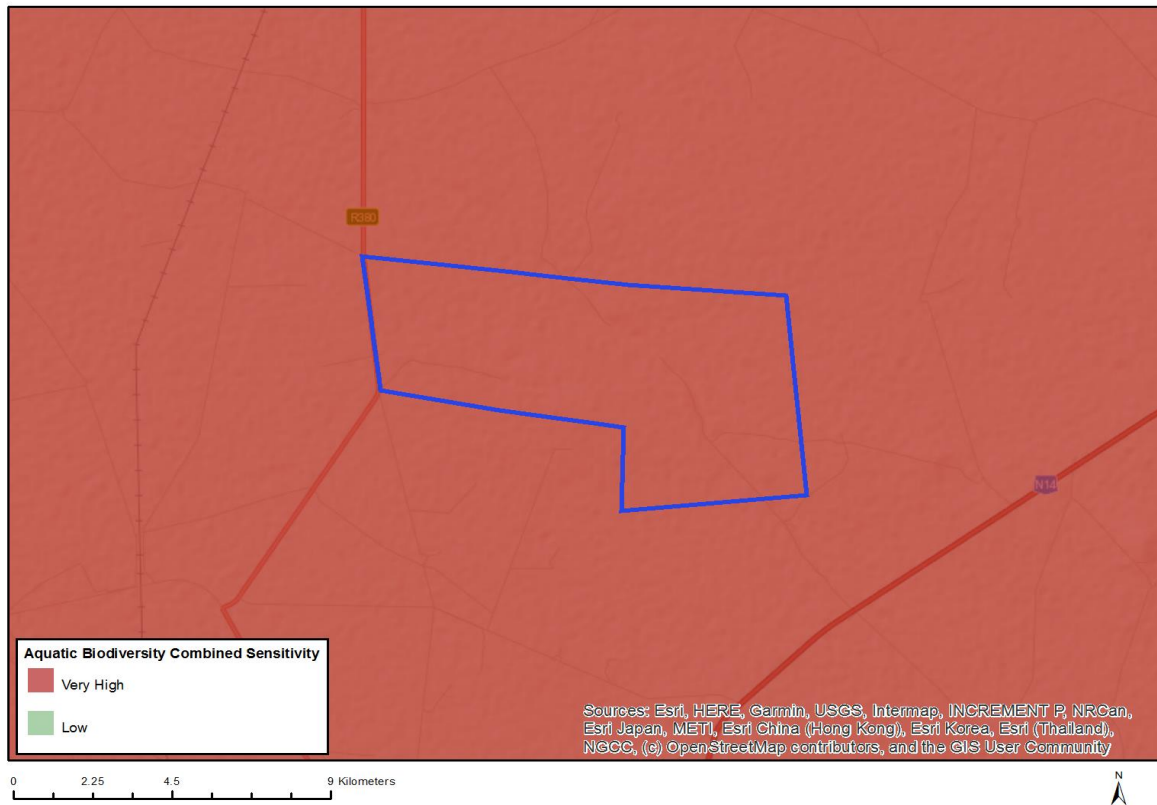 R380
N14
Aquatic Biodiversity Combined Sensitivity
Very High
Low
Sources: Esri, HERE, Garmin, USGS, Intermap, INCREMENT P, NRCan,
Esri Japan, METI, Esri China (Hong Kong), Esri Korea, Esri (Thailand),
NGCC, (c) OpenStreetMap contributors, and the GIS User Community
0 2.25 4.5 9 Kilometers
N